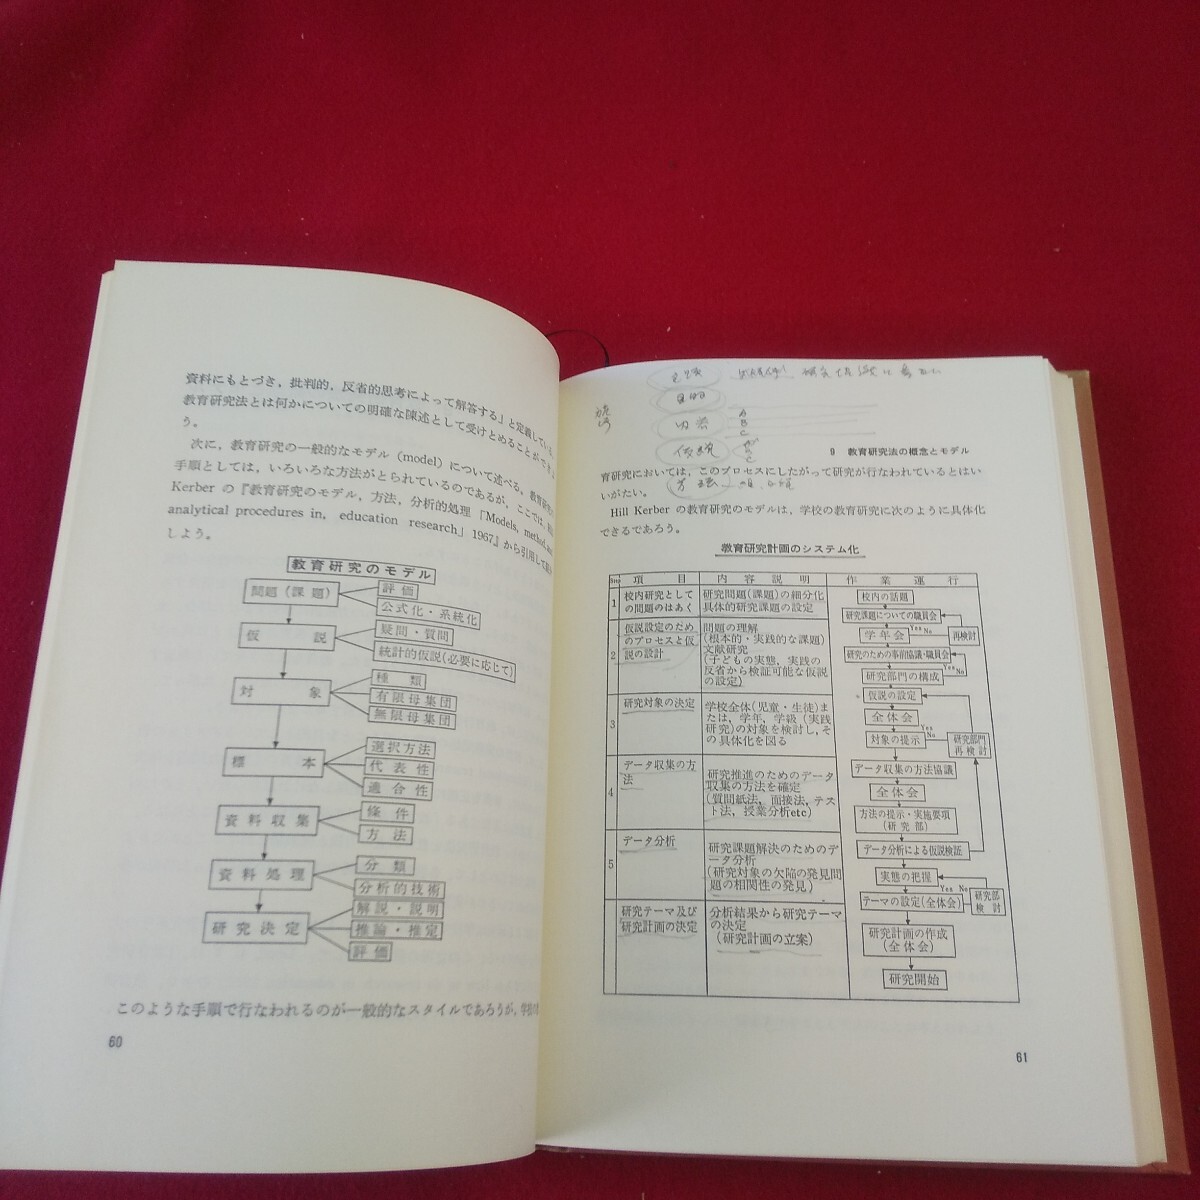 資料にもとづき，批判的，反省的思考によって解答する」と定義している。
教育研究法とは何かについての明確な陳述として受けとめることができ
う。
次に，教育研究の一般的なモデル (model) について述べる。教育研究の
手順としては，いろいろな方法がとられているのであるが，ここでは，
Kerber の『教育研究のモデル，方法，分析的処理「Models, method,
analytical procedures in. education research」1967』から引用して
しよう。
教育研究のモデル
問題（課題）
評価
公式化・系統化
仮説
疑問・質問
統計的仮説(必要に応じて)
対象
種類
有限母集団
無限母集団
標本
選択方法
代表性
適合性
資料収集
条件
方法
資料処理
分類
分析的技術
研究決定
解説・説明
推論・推定
評価
このような手順で行なわれるのが一般的なスタイルであろうが，学校
60
目的
内容
A
B
C
仮説
9 教育研究法の概念とモデル
育研究においては，このプロセスにしたがって研究が行なわれているとはい
いがたい。
Hill Kerber の教育研究のモデルは，学校の教育研究に次のように具体化
できるであろう。
教育研究計画のシステム化
Step 項目 内容説明 作業運行
1 校内研究としての問題のはあく
研究問題(課題)の細分化
具体的研究課題の設定
2 仮説設定のためのプロセスと仮説の設計
問題の理解
(根本的・実践的な課題)
文献研究
(子どもの実態，実践の
反省から検証可能な仮説
の設定)
3 研究対象の決定
学校全体(児童・生徒)ま
たは，学年，学級（実践
研究）の対象を検討し，そ
の具体化を図る
4 データ収集の方法
研究推進のためのデータ
収集の方法を確定
(質問紙法，面接法，テス
ト法，授業分析etc)
5 データ分析
研究課題解決のためのデ
ータ分析
(研究対象の欠陥の発見問
題の相関性の発見)
研究テーマ及び
研究計画の決定
分析結果から研究テーマ
の決定
（研究計画の立案）
校内の話題
研究課題についての職員会
Yes No
学年会
再検討
研究のための事前協議・職員会
Yes No
研究部門の構成
仮説の設定
全体会
Yes
No
対象の提示
研究部門
再検討
データ収集の方法協議
全体会
方法の提示・実施要項
(研究部)
データ分析による仮説検証
実態の把握
Yes No
テーマの設定(全体会)
研究部
検討
研究計画の作成
(全体会)
研究開始
61